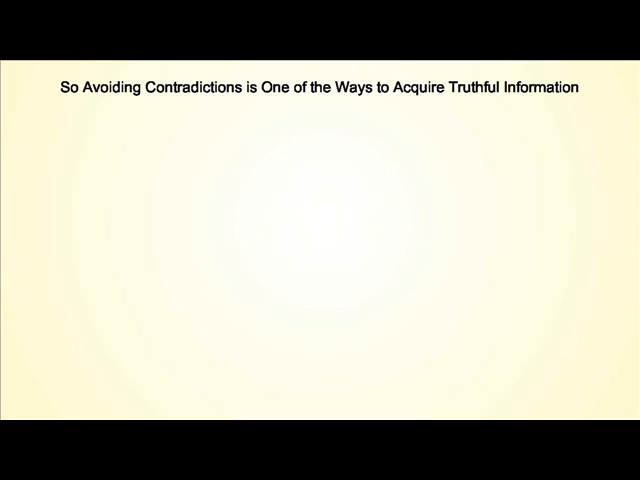 So Avoiding Contradictions is One of the Ways to Acquire Truthful Information